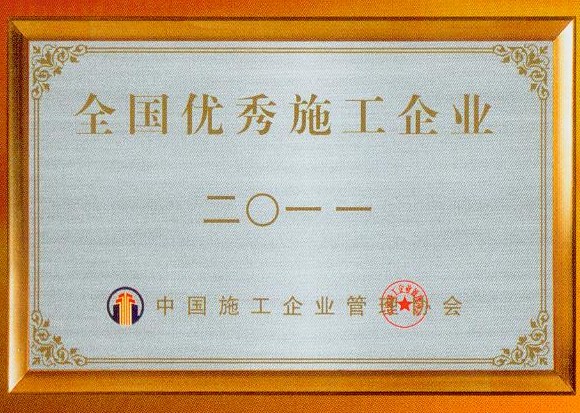 全国优秀施工企业
二〇一一
中国施工企业管理协会